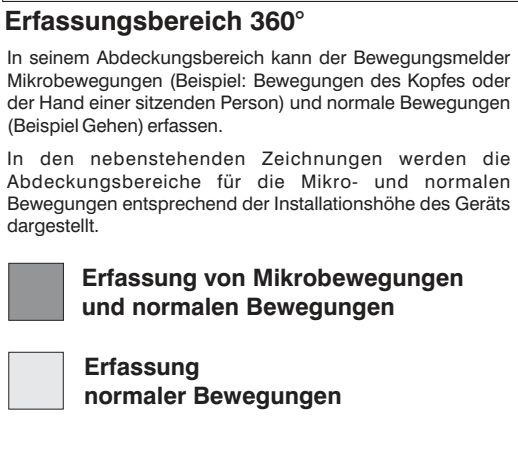 Erfassungsbereich 360°
In seinem Abdeckungsbereich kann der Bewegungsmelder
Mikrobewegungen (Beispiel: Bewegungen des Kopfes oder
der Hand einer sitzenden Person) und normale Bewegungen
(Beispiel Gehen) erfassen.
In den nebenstehenden Zeichnungen werden die
Abdeckungsbereiche für die Mikro- und normalen
Bewegungen entsprechend der Installationshöhe des Geräts
dargestellt.
Erfassung von Mikrobewegungen
und normalen Bewegungen
Erfassung
normaler Bewegungen